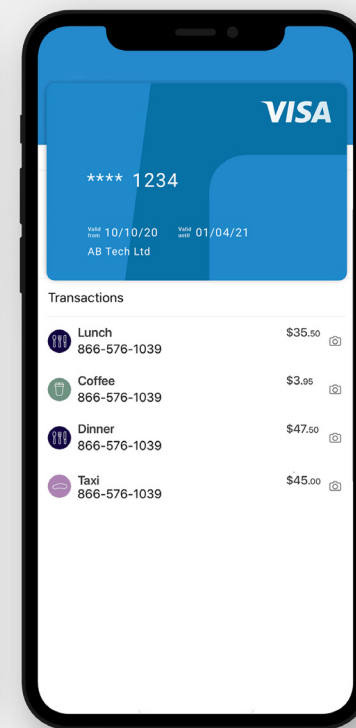 VISA
**** 1234
Valid from 10/10/20 Valid until 01/04/21
AB Tech Ltd
Transactions
Lunch $35.50
866-576-1039
Coffee $3.95
866-576-1039
Dinner $47.50
866-576-1039
Taxi $45.00
866-576-1039